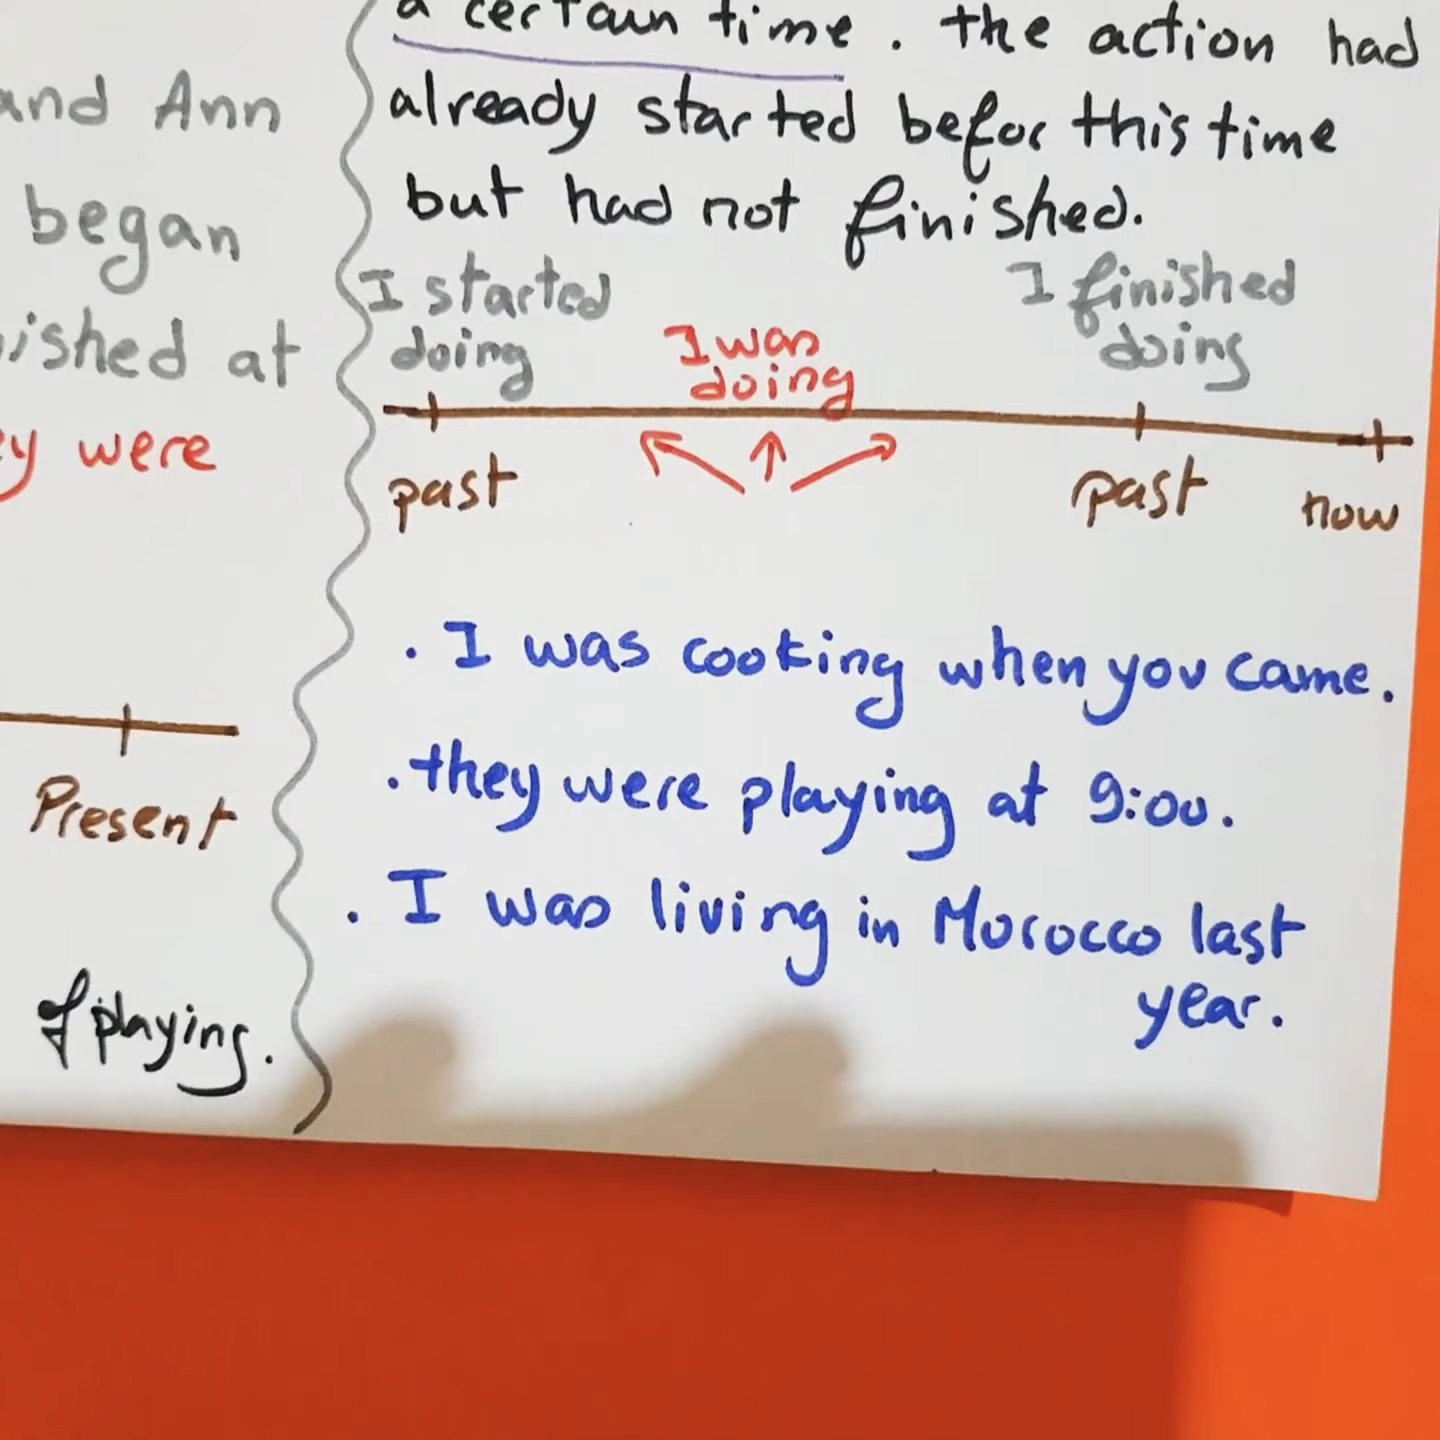 and Ann
began
ished at
ey were
Present
of playing.
a certain time. the action had
already started befor this time
but had not finished.
I started
doing
I was
doing
I finished
doing
past
past
now
. I was cooking when you came.
. they were playing at 9:00.
. I was living in Morocco last
year.